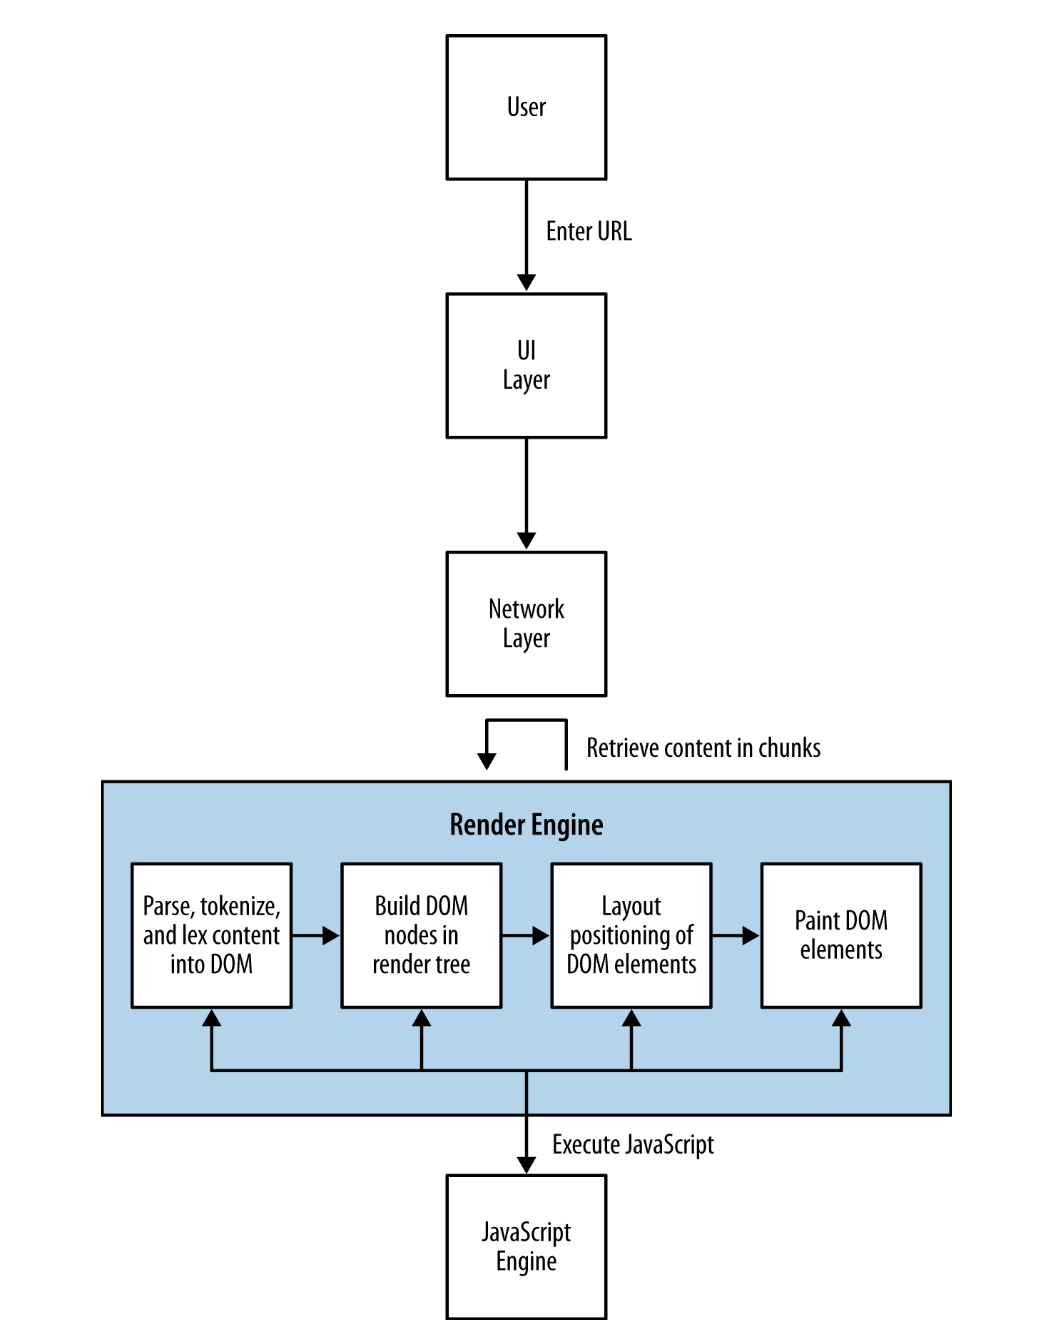 User
Enter URL
UI
Layer
Network
Layer
Retrieve content in chunks
Render Engine
Parse, tokenize,
and lex content
into DOM
Build DOM
nodes in
render tree
Layout
positioning of
DOM elements
Paint DOM
elements
Execute JavaScript
JavaScript
Engine